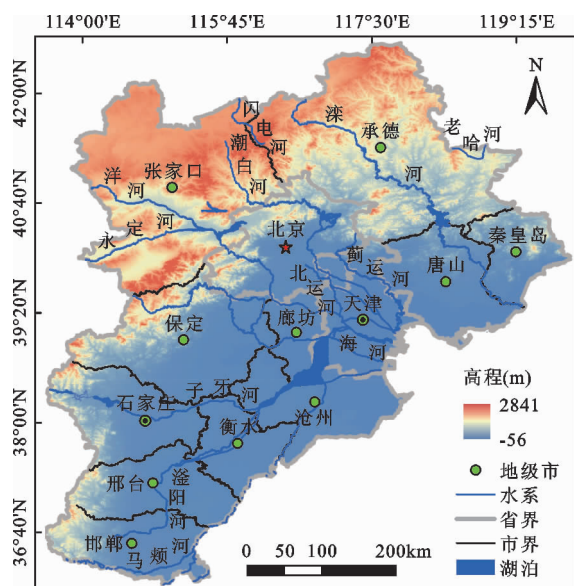 114°00′E 115°45′E 117°30′E 119°15′E
42°00′N
40°40′N
39°20′N
38°00′N
36°40′N
N
闪电河
滦河
老哈河
承德
潮白河
张家口
洋河
永定河
北京
蓟运河
秦皇岛
唐山
北运河
天津
廊坊
保定
海河
子牙河
石家庄
沧州
衡水
邢台
滏阳河
邯郸
马颊河
高程(m)
2841
-56
地级市
水系
省界
市界
湖泊
0 50 100 200km